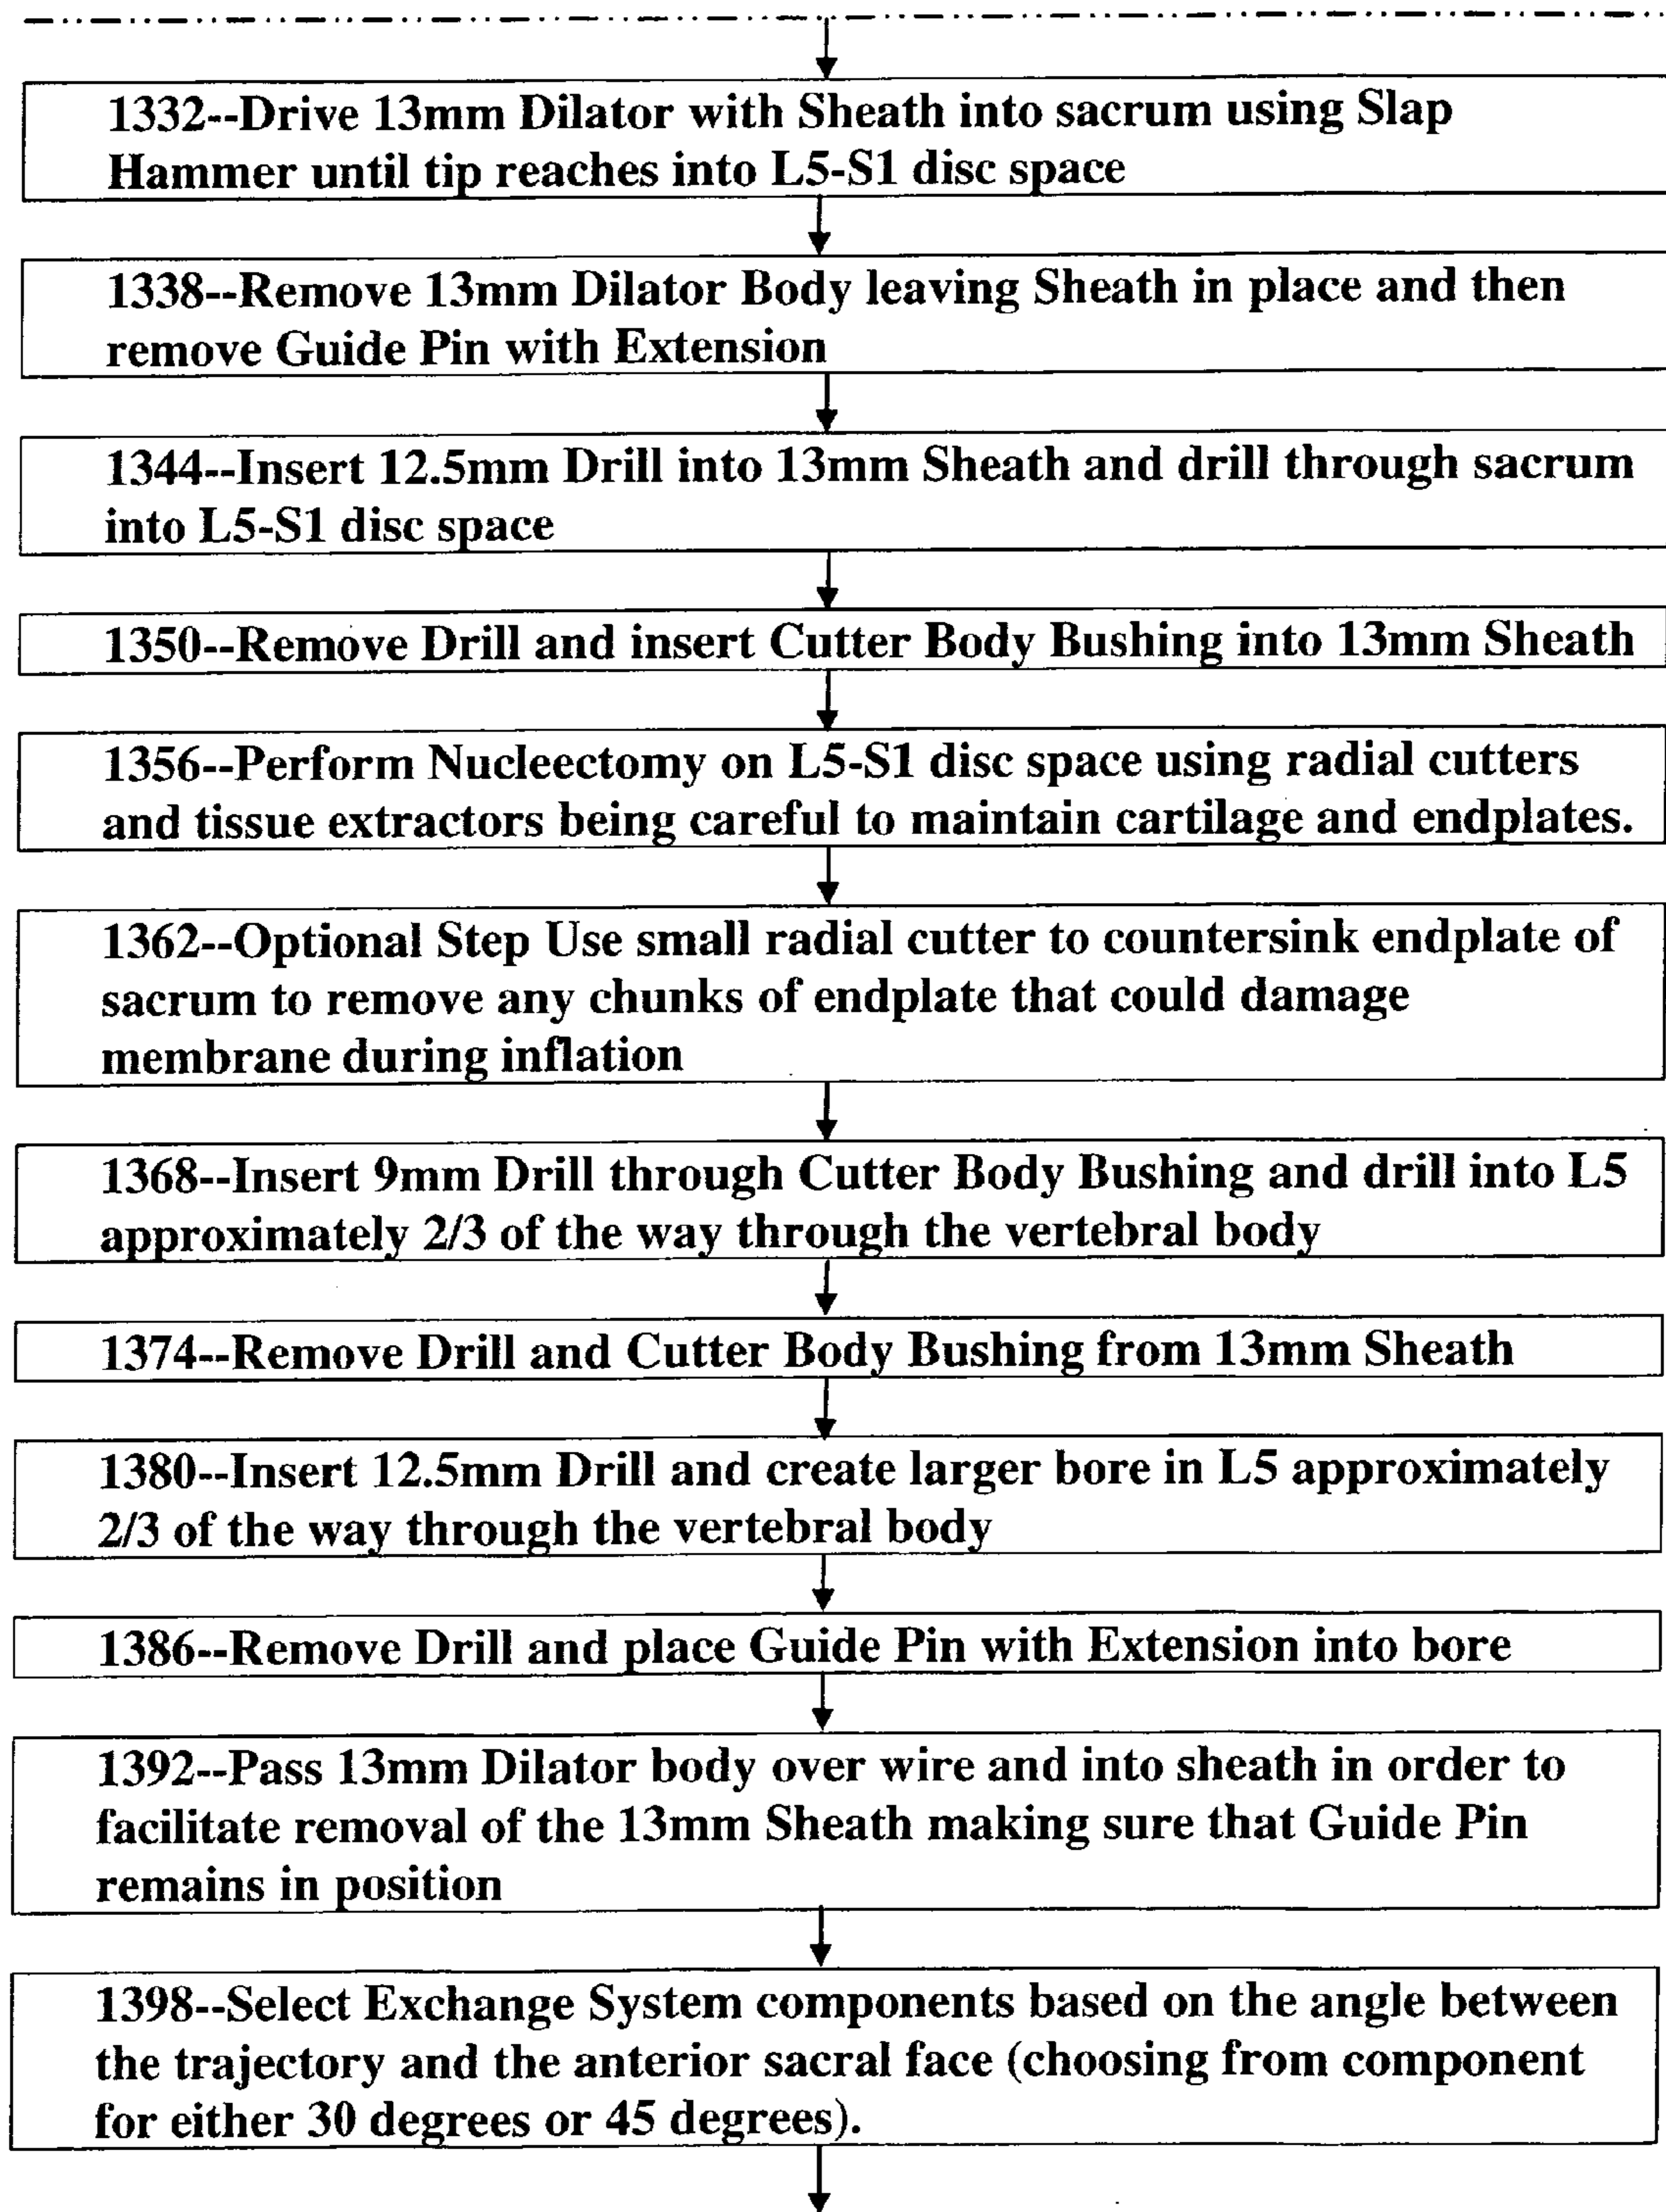 1332--Drive 13mm Dilator with Sheath into sacrum using Slap
Hammer until tip reaches into L5-S1 disc space
1338--Remove 13mm Dilator Body leaving Sheath in place and then
remove Guide Pin with Extension
1344--Insert 12.5mm Drill into 13mm Sheath and drill through sacrum
into L5-S1 disc space
1350--Remove Drill and insert Cutter Body Bushing into 13mm Sheath
1356--Perform Nucleectomy on L5-S1 disc space using radial cutters
and tissue extractors being careful to maintain cartilage and endplates.
1362--Optional Step Use small radial cutter to countersink endplate of
sacrum to remove any chunks of endplate that could damage
membrane during inflation
1368--Insert 9mm Drill through Cutter Body Bushing and drill into L5
approximately 2/3 of the way through the vertebral body
1374--Remove Drill and Cutter Body Bushing from 13mm Sheath
1380--Insert 12.5mm Drill and create larger bore in L5 approximately
2/3 of the way through the vertebral body
1386--Remove Drill and place Guide Pin with Extension into bore
1392--Pass 13mm Dilator body over wire and into sheath in order to
facilitate removal of the 13mm Sheath making sure that Guide Pin
remains in position
1398--Select Exchange System components based on the angle between
the trajectory and the anterior sacral face (choosing from component
for either 30 degrees or 45 degrees).